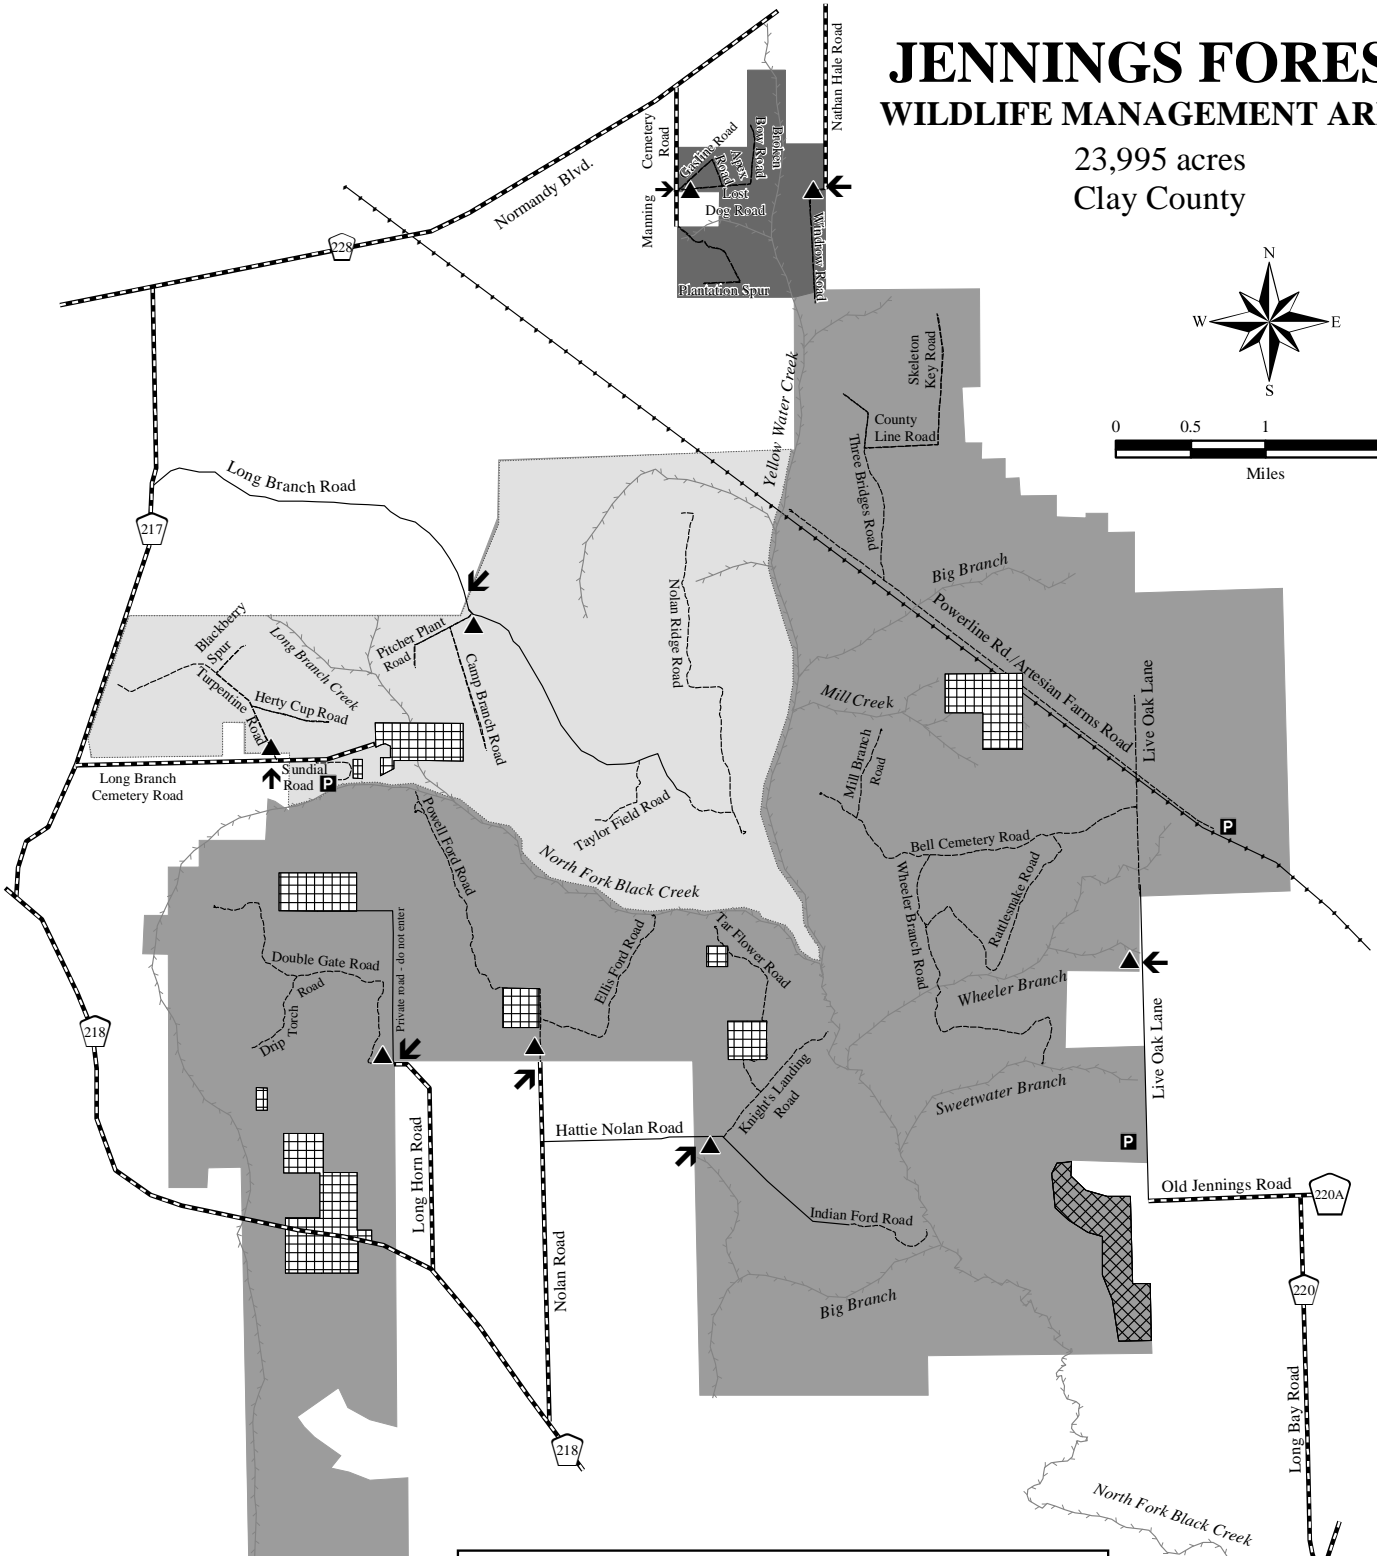 JENNINGS FORES
WILDLIFE MANAGEMENT AR
23,995 acres
Clay County
N
W
E
S
0
0.5
1
Miles
Nathan Hale Road
Cemetery
Road
Manning
Gasline Road
Apex
Road
Bow Road
Broken
Lost
Dog Road
Windrow Road
Plantation Spur
Normandy Blvd.
228
Yellow Water Creek
Skeleton
Key Road
County
Line Road
Three Bridges Road
Long Branch Road
217
Big Branch
Powerline Rd./Artesian Farms Road
Nolan Ridge Road
Blackberry
Spur
Long Branch Creek
Pitcher Plant
Road
Camp Branch Road
Turpentine Road
Herty Cup Road
Mill Creek
Live Oak Lane
Mill Branch
Road
Long Branch
Cemetery Road
Sundial
Road
P
Powell Ford Road
Taylor Field Road
P
Bell Cemetery Road
North Fork Black Creek
Wheeler Branch Road
Rattlesnake Road
Private road - do not enter
Double Gate Road
Drip Torch Road
Ellis Ford Road
Tar Flower Road
Wheeler Branch
218
Live Oak Lane
Knight's Landing
Road
Sweetwater Branch
Hattie Nolan Road
P
Long Horn Road
Old Jennings Road
220A
Indian Ford Road
Nolan Road
Big Branch
220
Long Bay Road
218
North Fork Black Creek